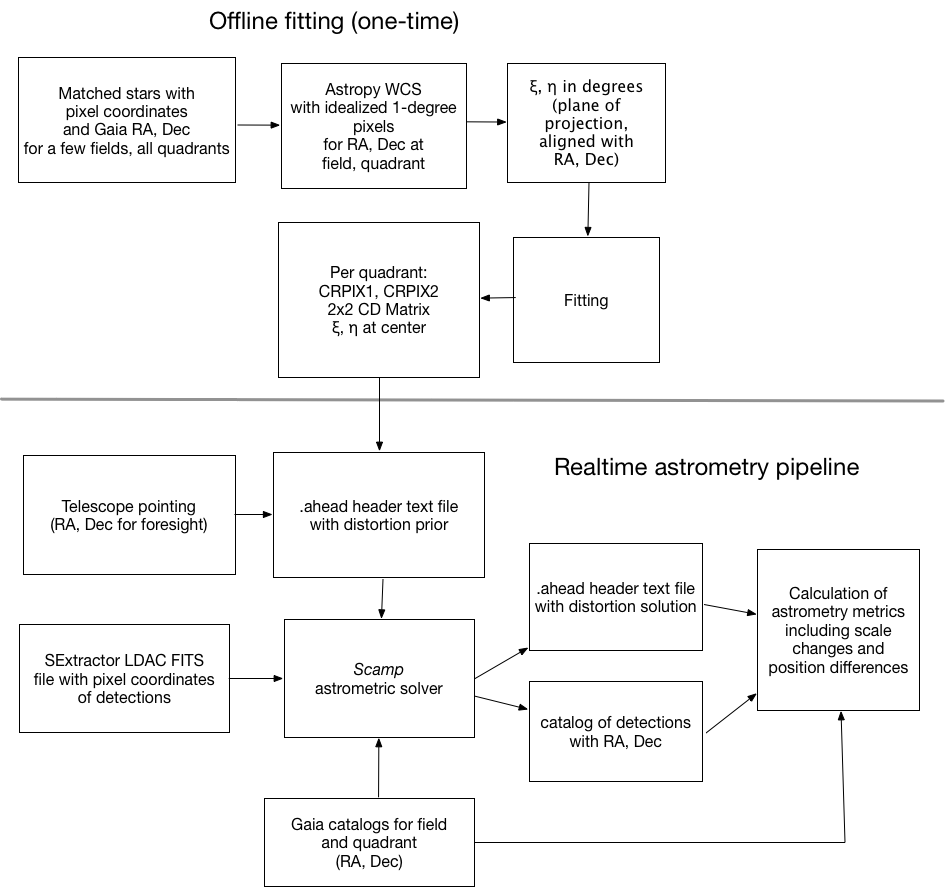 Offline fitting (one-time)
Matched stars with
pixel coordinates
and Gaia RA, Dec
for a few fields, all quadrants
Astropy WCS
with idealized 1-degree
pixels
for RA, Dec at
field, quadrant
ξ, η in degrees
(plane of
projection,
aligned with
RA, Dec)
Per quadrant:
CRPIX1, CRPIX2
2x2 CD Matrix
ξ, η at center
Fitting
Realtime astrometry pipeline
Telescope pointing
(RA, Dec for foresight)
.ahead header text file
with distortion prior
.ahead header text file
with distortion solution
Calculation of
astrometry metrics
including scale
changes and
position differences
SExtractor LDAC FITS
file with pixel coordinates
of detections
Scamp
astrometric solver
catalog of detections
with RA, Dec
Gaia catalogs for field
and quadrant
(RA, Dec)